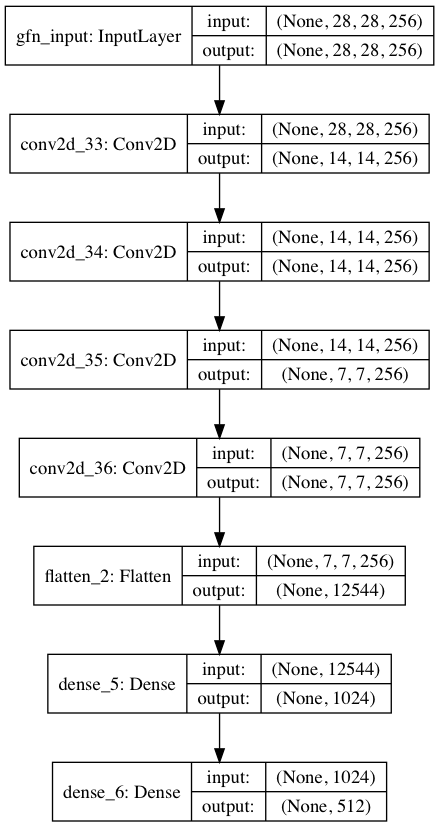 gfn_input: InputLayer
input: (None, 28, 28, 256)
output: (None, 28, 28, 256)
conv2d_33: Conv2D
input: (None, 28, 28, 256)
output: (None, 14, 14, 256)
conv2d_34: Conv2D
input: (None, 14, 14, 256)
output: (None, 14, 14, 256)
conv2d_35: Conv2D
input: (None, 14, 14, 256)
output: (None, 7, 7, 256)
conv2d_36: Conv2D
input: (None, 7, 7, 256)
output: (None, 7, 7, 256)
flatten_2: Flatten
input: (None, 7, 7, 256)
output: (None, 12544)
dense_5: Dense
input: (None, 12544)
output: (None, 1024)
dense_6: Dense
input: (None, 1024)
output: (None, 512)